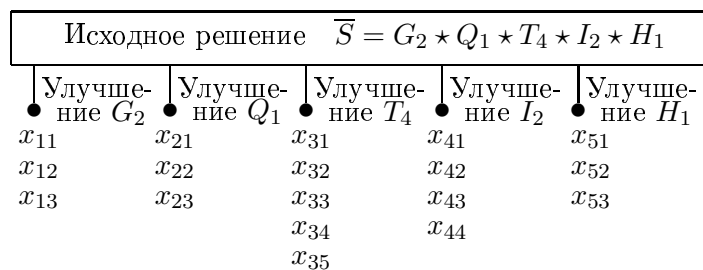 Исходное решение S̅ = G₂ ⋆ Q₁ ⋆ T₄ ⋆ I₂ ⋆ H₁
Улучше- Улучше- Улучше- Улучше- Улучше-
ние G₂ ние Q₁ ние T₄ ние I₂ ние H₁
x₁₁ x₂₁ x₃₁ x₄₁ x₅₁
x₁₂ x₂₂ x₃₂ x₄₂ x₅₂
x₁₃ x₂₃ x₃₃ x₄₃ x₅₃
x₃₄ x₄₄
x₃₅